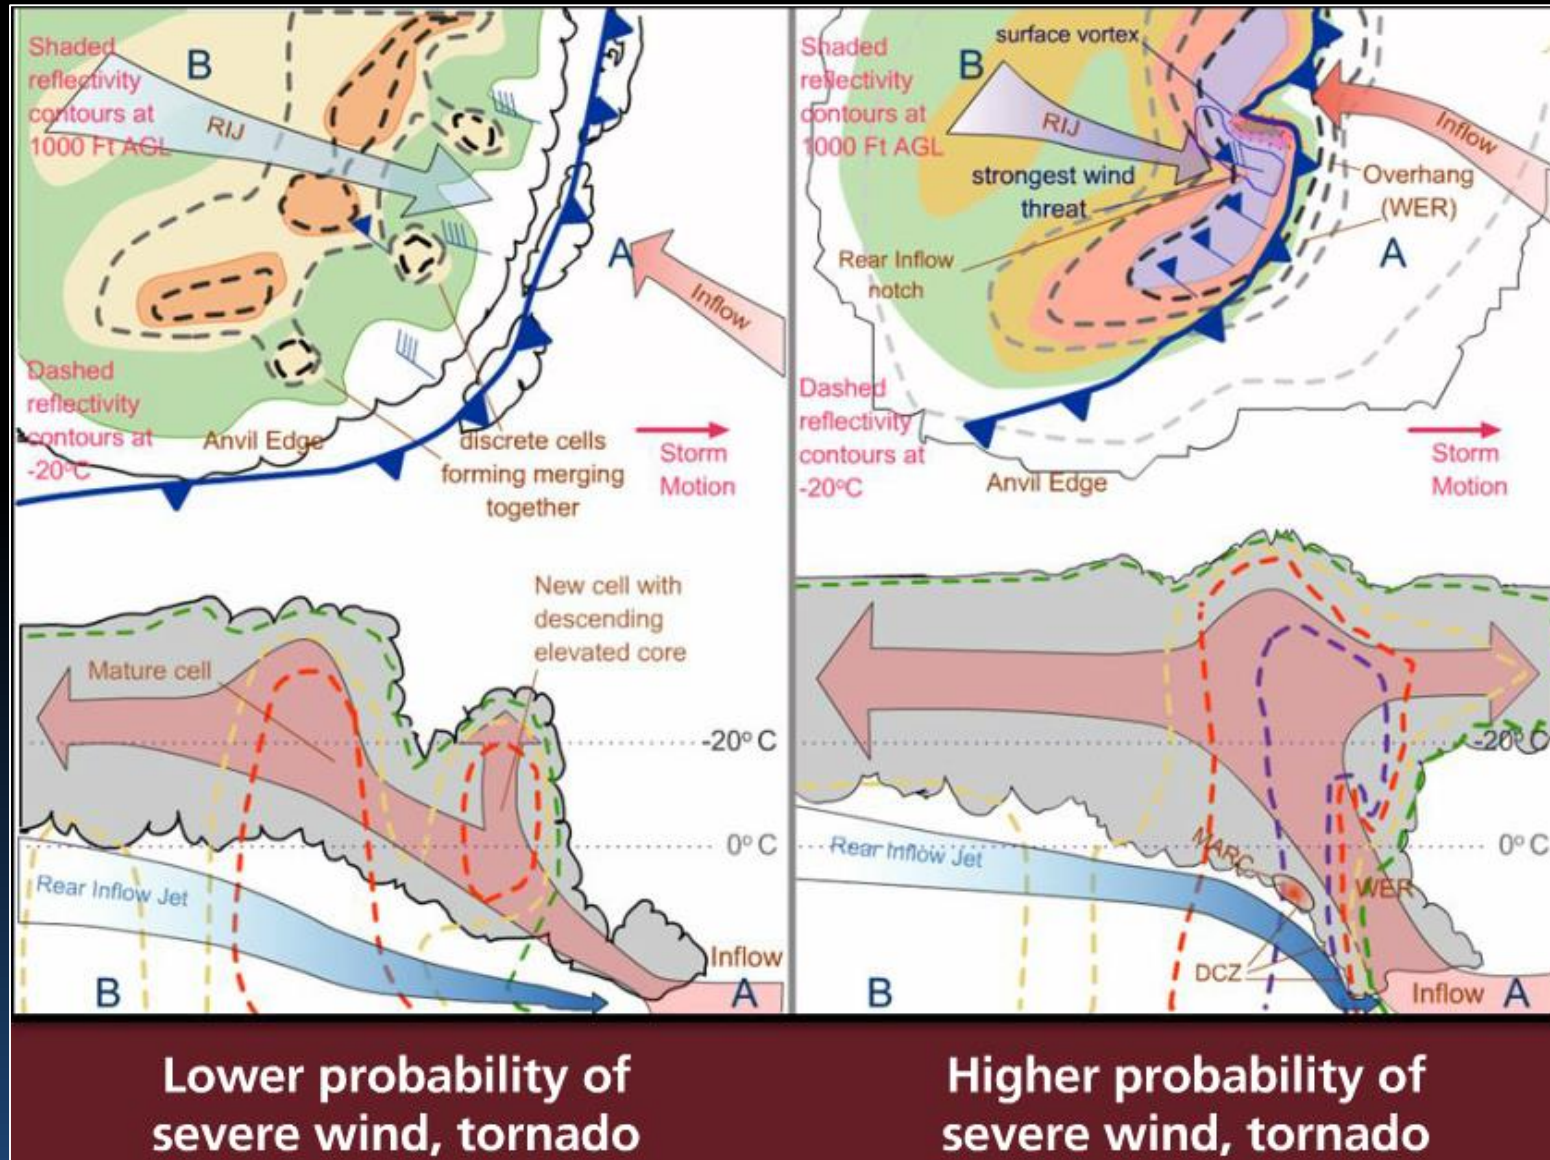 Shaded
reflectivity
contours at
1000 Ft AGL
B
RIJ
A
Inflow
Dashed
reflectivity
contours at
-20°C
Anvil Edge
discrete cells
forming merging
together
Storm
Motion
New cell with
descending
elevated core
Mature cell
-20° C
0° C
Rear Inflow Jet
B
Inflow
A
Lower probability of
severe wind, tornado
surface vortex
Shaded
reflectivity
contours at
1000 Ft AGL
B
RIJ
Inflow
strongest wind
threat
Overhang
(WER)
A
Rear Inflow
notch
Dashed
reflectivity
contours at
-20°C
Anvil Edge
Storm
Motion
-20° C
0° C
Rear Inflow Jet
MARC
WER
DCZ
B
Inflow
A
Higher probability of
severe wind, tornado